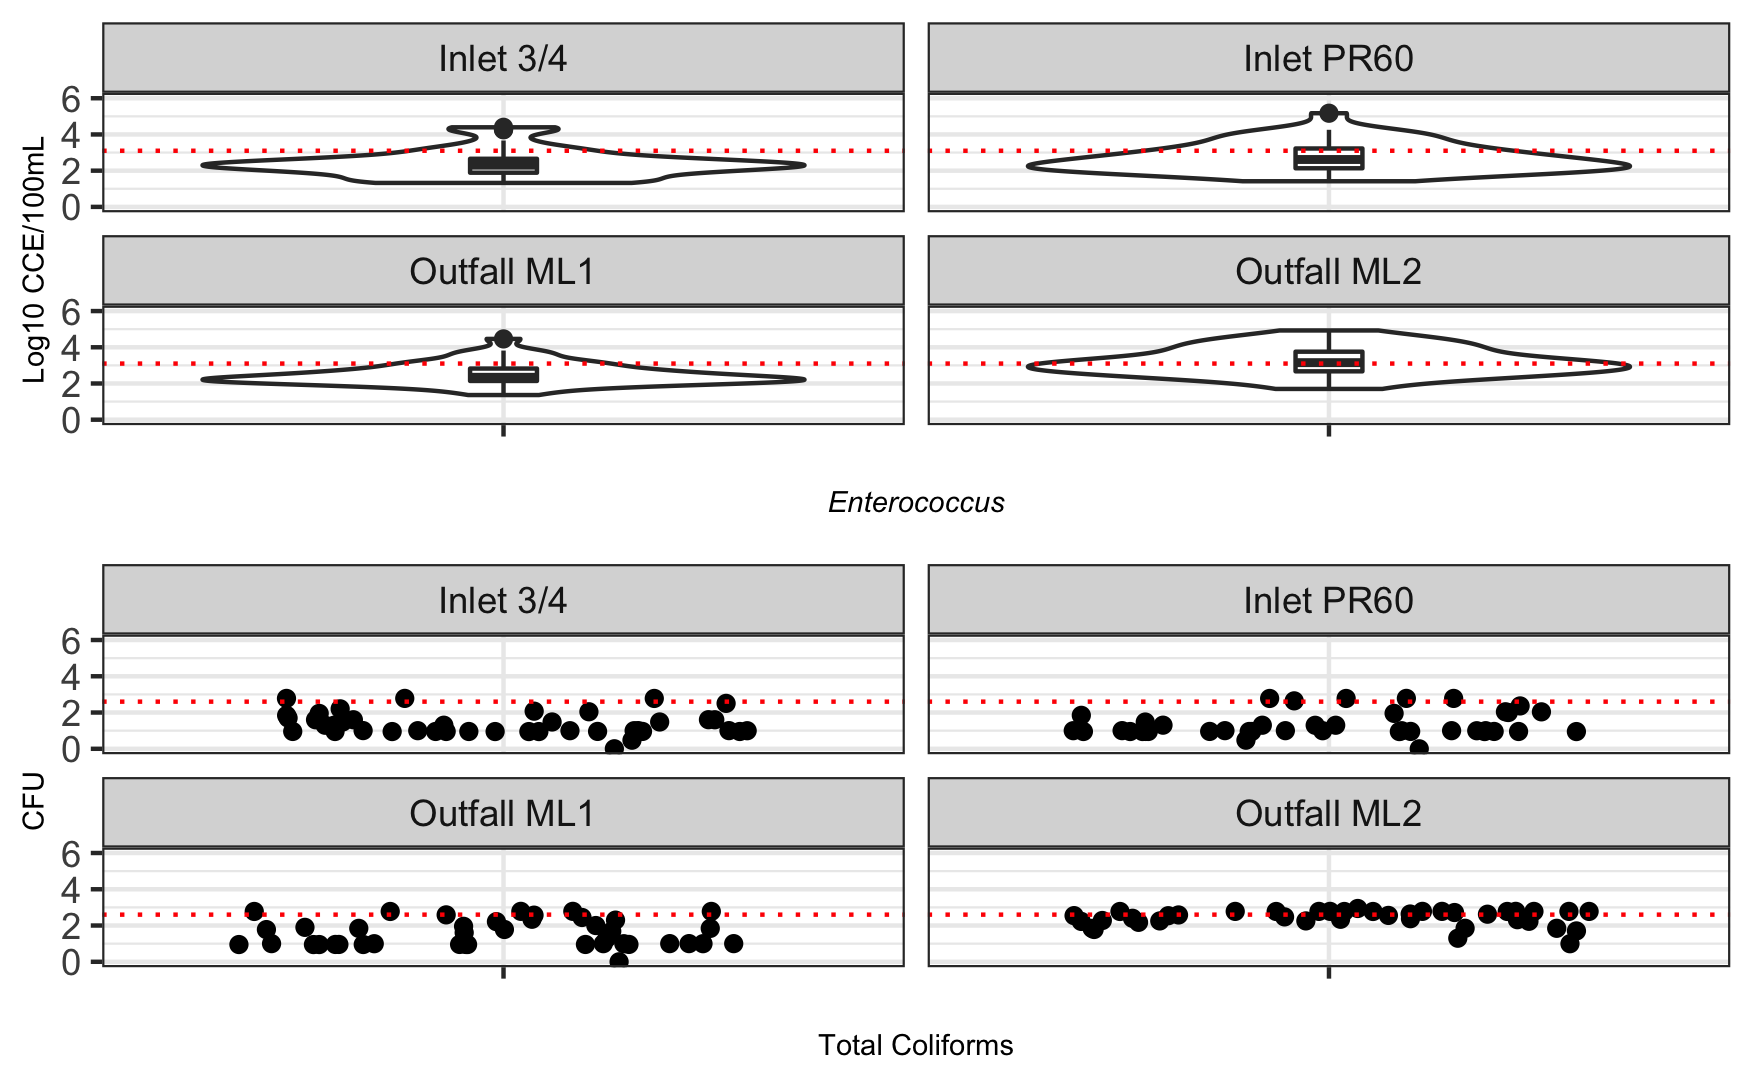 Inlet 3/4
Inlet PR60
6
4
2
0
Outfall ML1
Outfall ML2
6
4
2
0
Log10 CCE/100mL
Enterococcus
Inlet 3/4
Inlet PR60
6
4
2
0
Outfall ML1
Outfall ML2
6
4
2
0
CFU
Total Coliforms